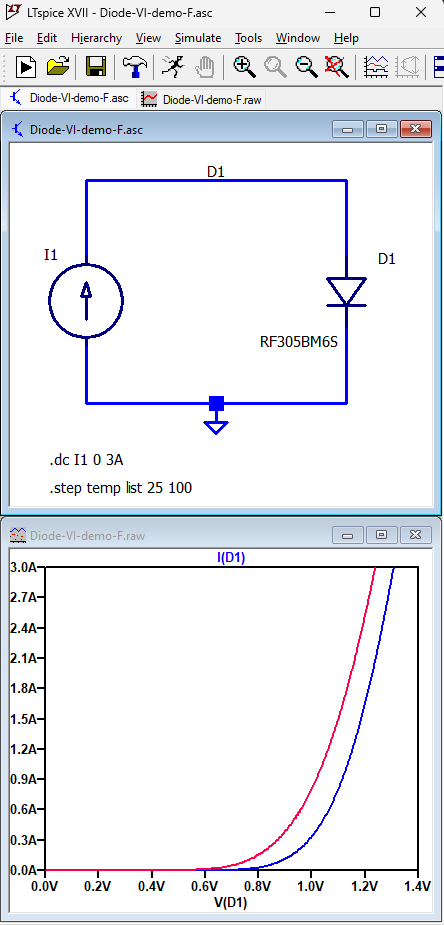 LTspice XVII - Diode-VI-demo-F.asc
File Edit Hierarchy View Simulate Tools Window Help
Diode-VI-demo-F.asc Diode-VI-demo-F.raw
Diode-VI-demo-F.asc
D1
I1
D1
RF305BM6S
.dc I1 0 3A
.step temp list 25 100
Diode-VI-demo-F.raw
I(D1)
3.0A
2.7A
2.4A
2.1A
1.8A
1.5A
1.2A
0.9A
0.6A
0.3A
0.0A
0.0V 0.2V 0.4V 0.6V 0.8V 1.0V 1.2V 1.4V
V(D1)